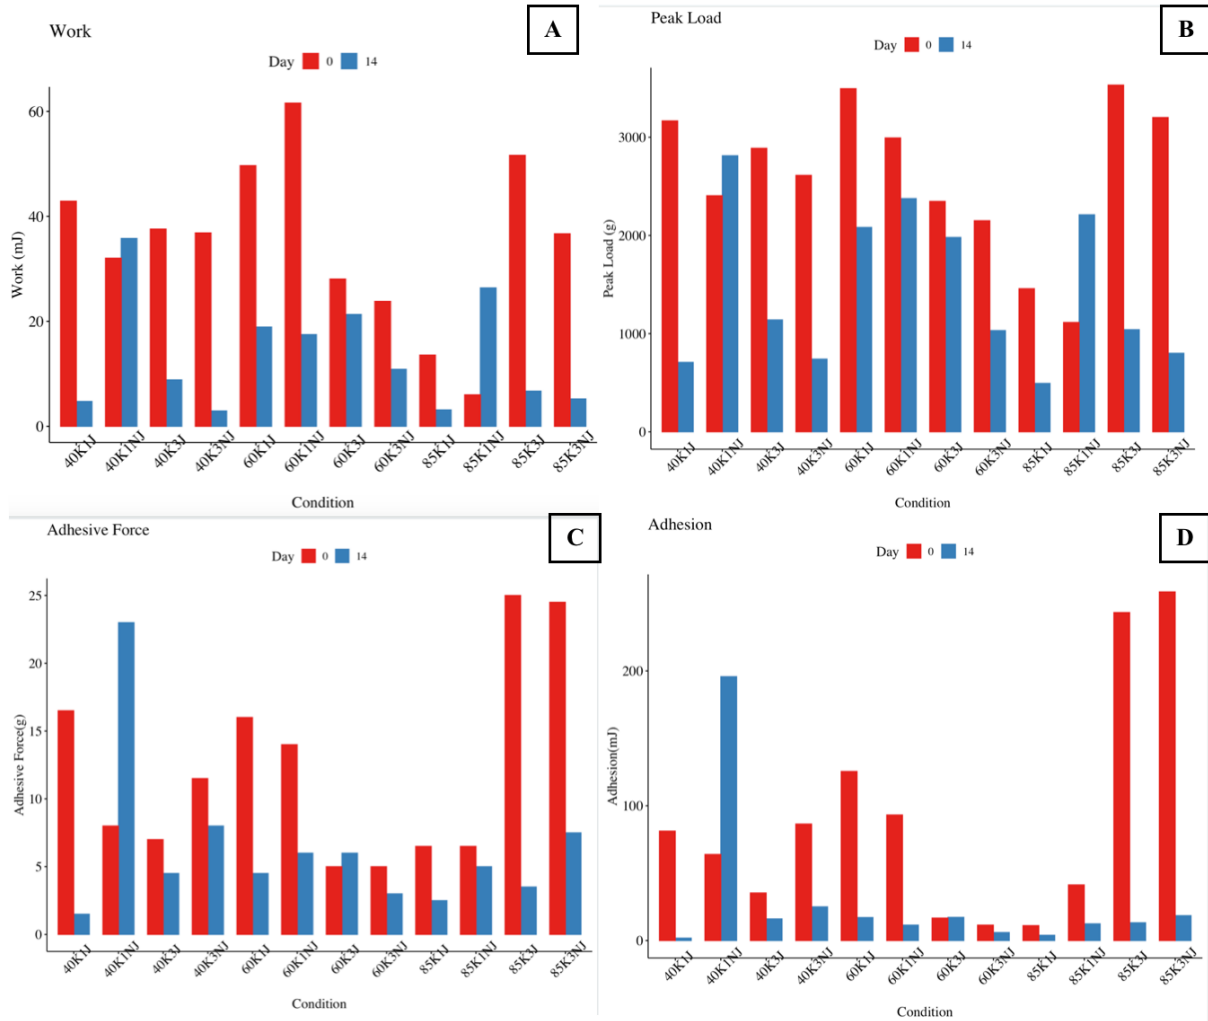 Work
A
Day 0 14
60
40
20
0
Work (mJ)
40K1J 40K1NJ 40K3J 40K3NJ 60K1J 60K1NJ 60K3J 60K3NJ 85K1J 85K1NJ 85K3J 85K3NJ
Condition
Peak Load
B
Day 0 14
3000
2000
1000
0
Peak Load (g)
40K1J 40K1NJ 40K3J 40K3NJ 60K1J 60K1NJ 60K3J 60K3NJ 85K1J 85K1NJ 85K3J 85K3NJ
Condition
Adhesive Force
C
Day 0 14
25
20
15
10
5
0
Adhesive Force(g)
40K1J 40K1NJ 40K3J 40K3NJ 60K1J 60K1NJ 60K3J 60K3NJ 85K1J 85K1NJ 85K3J 85K3NJ
Condition
Adhesion
D
Day 0 14
200
100
0
Adhesion(mJ)
40K1J 40K1NJ 40K3J 40K3NJ 60K1J 60K1NJ 60K3J 60K3NJ 85K1J 85K1NJ 85K3J 85K3NJ
Condition